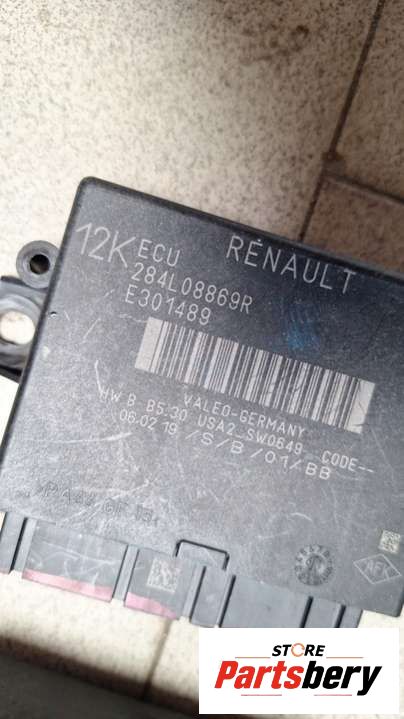 12K ECU RENAULT
284L08869R
E301489
VALEO-GERMANY
HW B B5.30 USA2 SW0649 CODE--
06.02.19 /S/B/01/BB
STORE
Partsbery